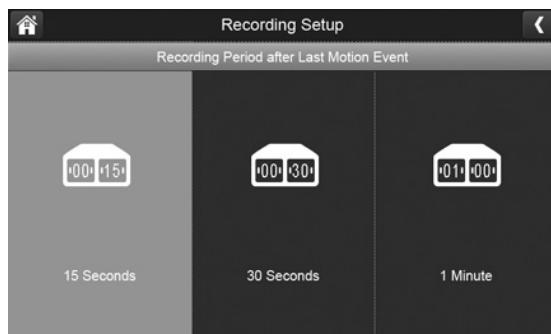 Recording Setup
Recording Period after Last Motion Event
00 15
00 30
01 00
15 Seconds
30 Seconds
1 Minute